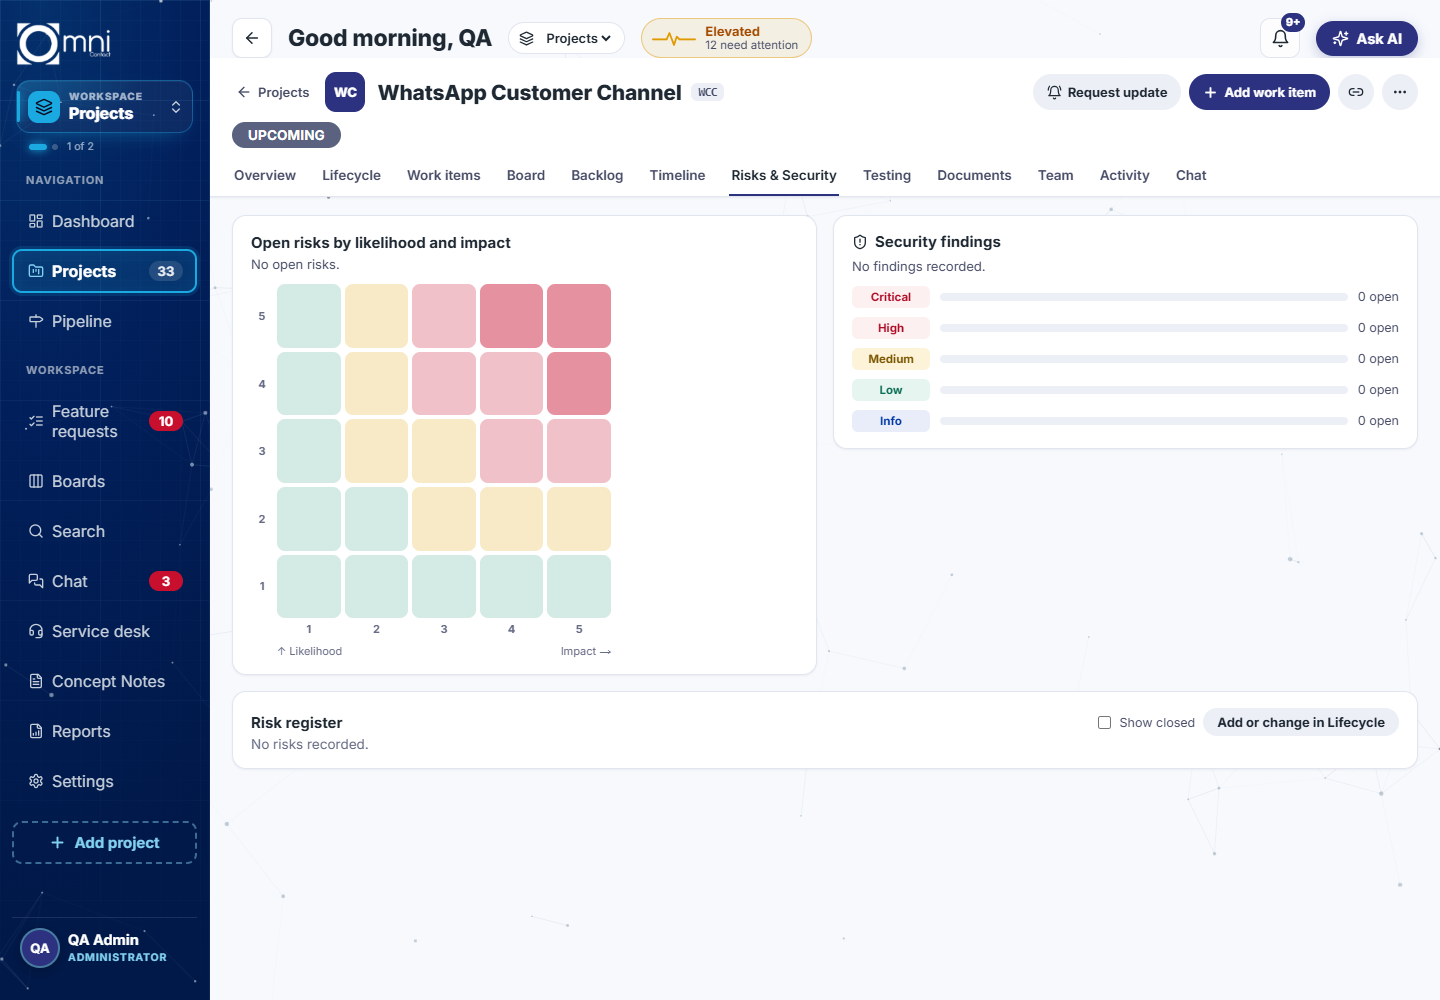 Omni
Contact
WORKSPACE
Projects
1 of 2
NAVIGATION
Dashboard
Projects 33
Pipeline
WORKSPACE
Feature requests 10
Boards
Search
Chat 3
Service desk
Concept Notes
Reports
Settings
+ Add project
QA
QA Admin
ADMINISTRATOR
Good morning, QA
Projects
Elevated
12 need attention
9+
Ask AI
← Projects
WC
WhatsApp Customer Channel
WCC
Request update
+ Add work item
UPCOMING
Overview Lifecycle Work items Board Backlog Timeline Risks & Security Testing Documents Team Activity Chat
Open risks by likelihood and impact
No open risks.
5
4
3
2
1
1 2 3 4 5
↑ Likelihood Impact →
Security findings
No findings recorded.
Critical 0 open
High 0 open
Medium 0 open
Low 0 open
Info 0 open
Risk register
No risks recorded.
Show closed
Add or change in Lifecycle